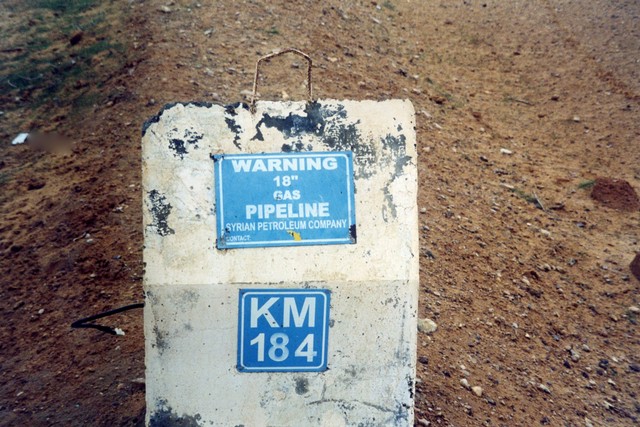 WARNING
18"
GAS
PIPELINE
SYRIAN PETROLEUM COMPANY
CONTACT
KM
184